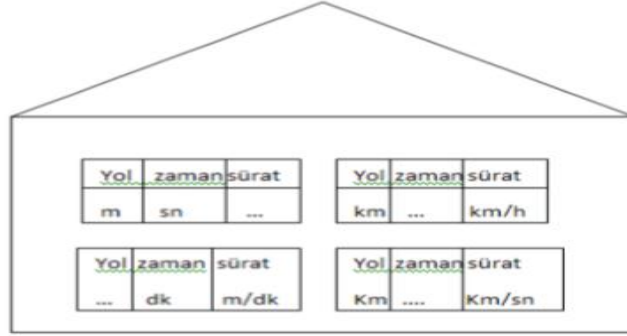 Yol zaman sürat
m sn ...
Yol zaman sürat
km ... km/h
Yol zaman sürat
... dk m/dk
Yol zaman sürat
Km .... Km/sn